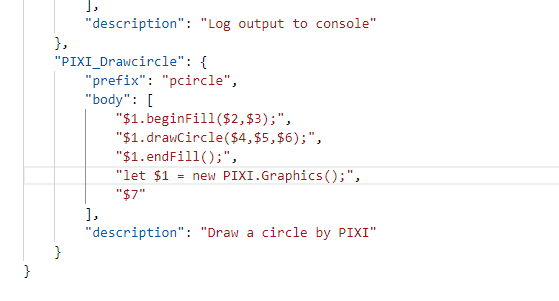 ],
"description": "Log output to console"
},
"PIXI_Drawcircle": {
"prefix": "pcircle",
"body": [
"$1.beginFill($2,$3);",
"$1.drawCircle($4,$5,$6);",
"$1.endFill();",
"let $1 = new PIXI.Graphics();",
"$7"
],
"description": "Draw a circle by PIXI"
}
}